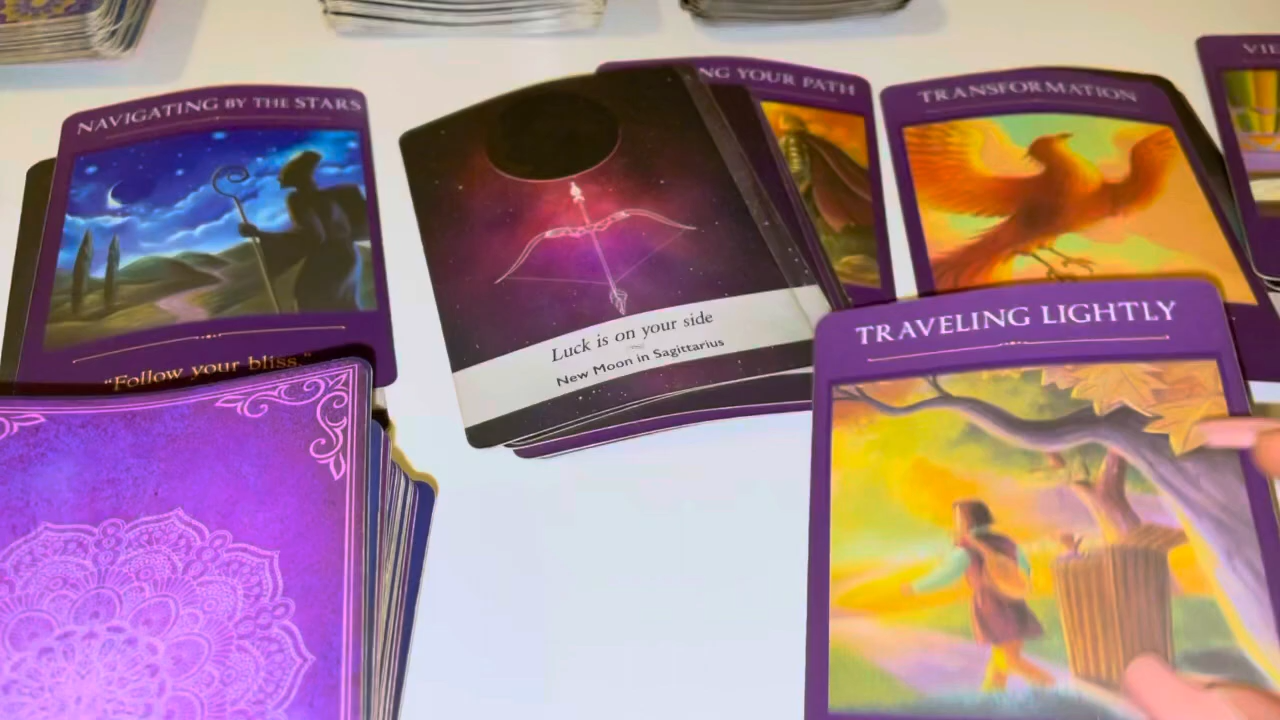 NAVIGATING BY THE STARS
"Follow your bliss."
Luck is on your side
New Moon in Sagittarius
NG YOUR PATH
TRANSFORMATION
VIE
TRAVELING LIGHTLY